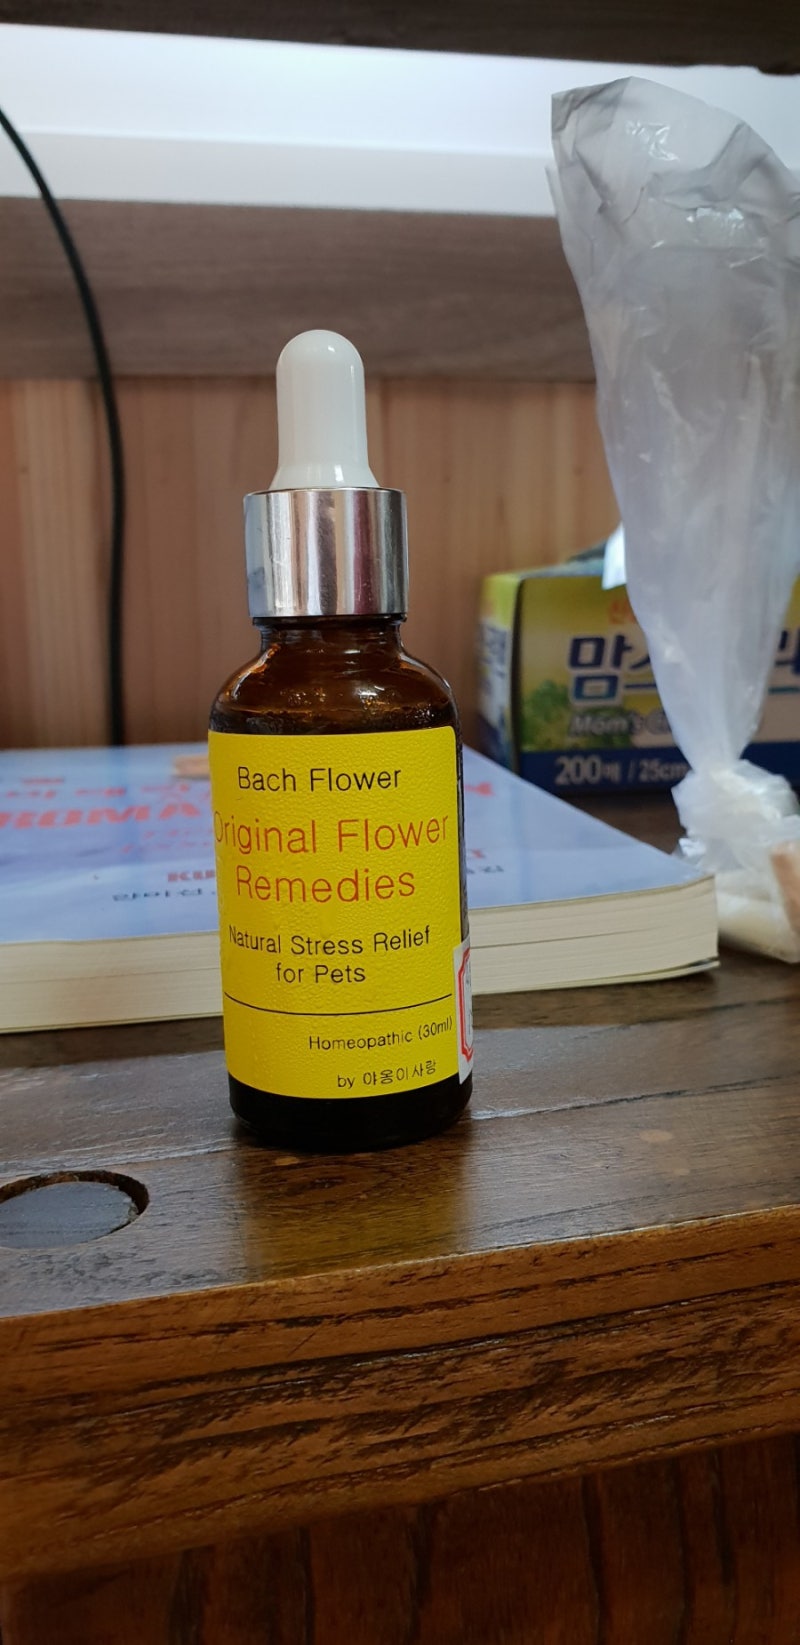 Bach Flower
Original Flower
Remedies
Natural Stress Relief
for Pets
Homeopathic (30ml)
by 야옹이사랑
맘스
Mom's
200매 / 25cm